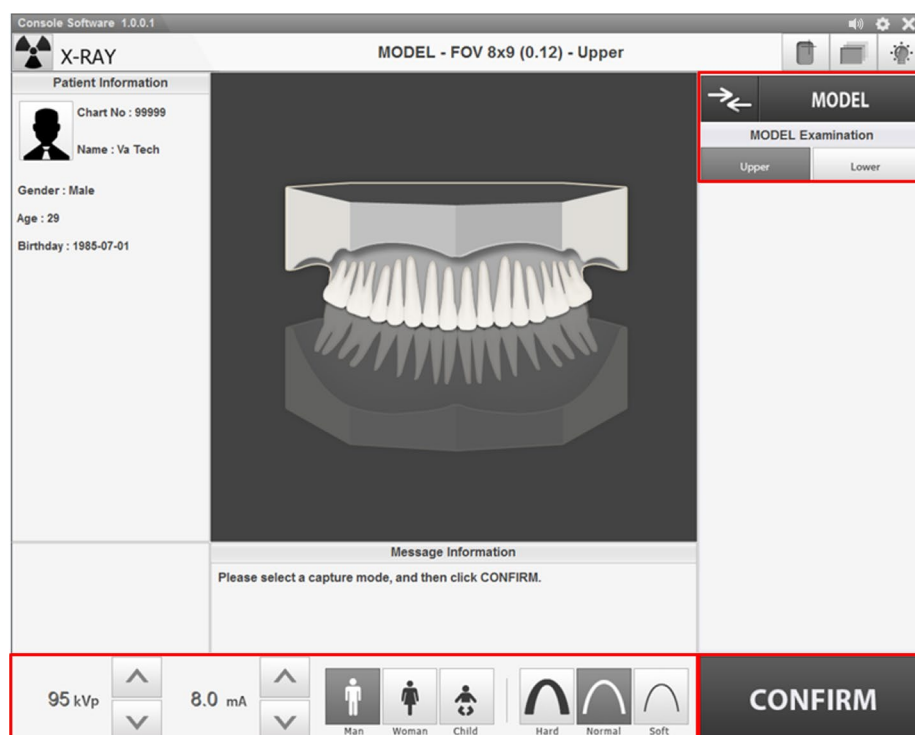 Console Software 1.0.0.1
X-RAY
MODEL - FOV 8x9 (0.12) - Upper
Patient Information
Chart No : 99999
Name : Va Tech
Gender : Male
Age : 29
Birthday : 1985-07-01
MODEL
MODEL Examination
Upper Lower
Message Information
Please select a capture mode, and then click CONFIRM.
95 kVp 8.0 mA
Man Woman Child Hard Normal Soft
CONFIRM